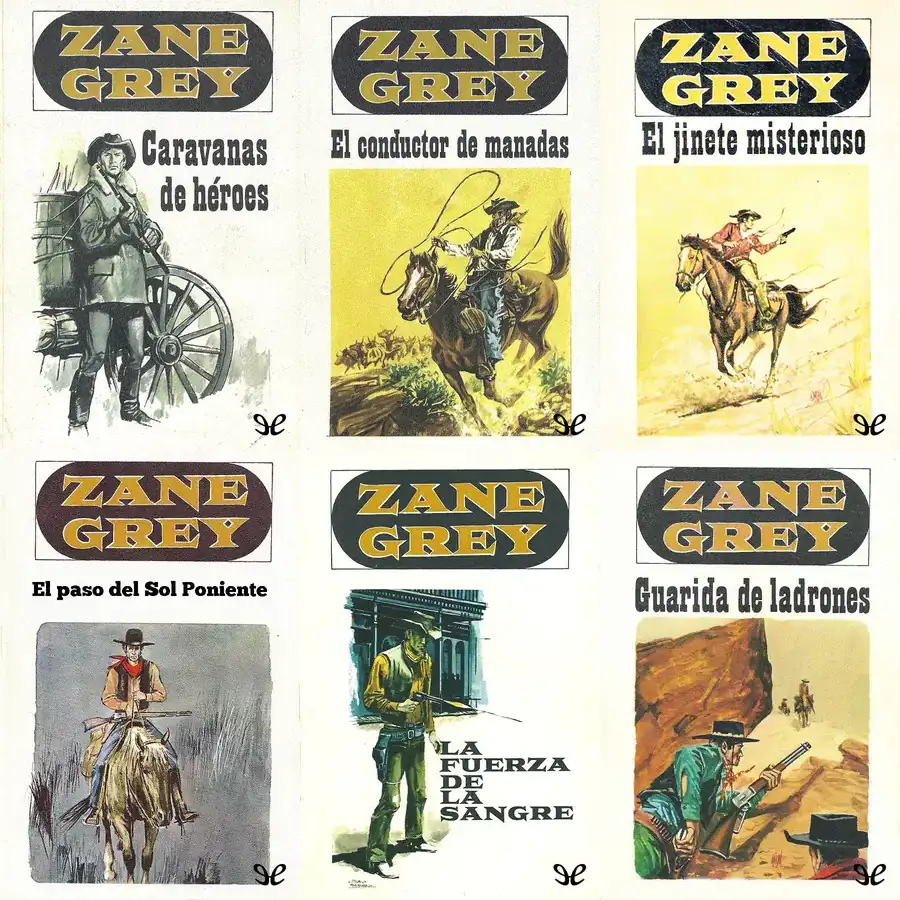 ZANE
GREY
Caravanas
de héroes
ZANE
GREY
El conductor de manadas
ZANE
GREY
El jinete misterioso
ZANE
GREY
El paso del Sol Poniente
ZANE
GREY
LA
FUERZA
DE
LA
SANGRE
ZANE
GREY
Guarida de ladrones